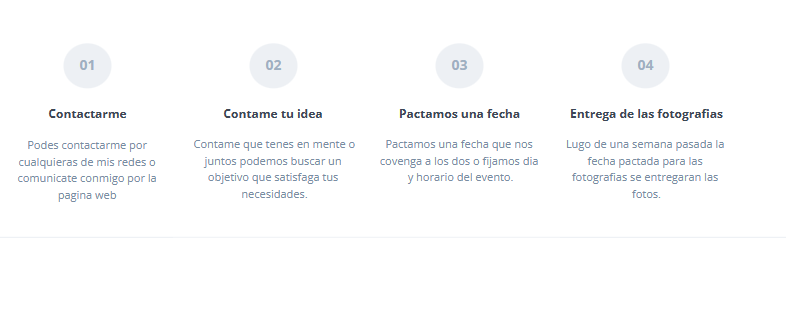 01
Contactarme
Podes contactarme por
cualquieras de mis redes o
comunicate conmigo por la
pagina web
02
Contame tu idea
Contame que tenes en mente o
juntos podemos buscar un
objetivo que satisfaga tus
necesidades.
03
Pactamos una fecha
Pactamos una fecha que nos
covenga a los dos o fijamos dia
y horario del evento.
04
Entrega de las fotografias
Lugo de una semana pasada la
fecha pactada para las
fotografias se entregaran las
fotos.